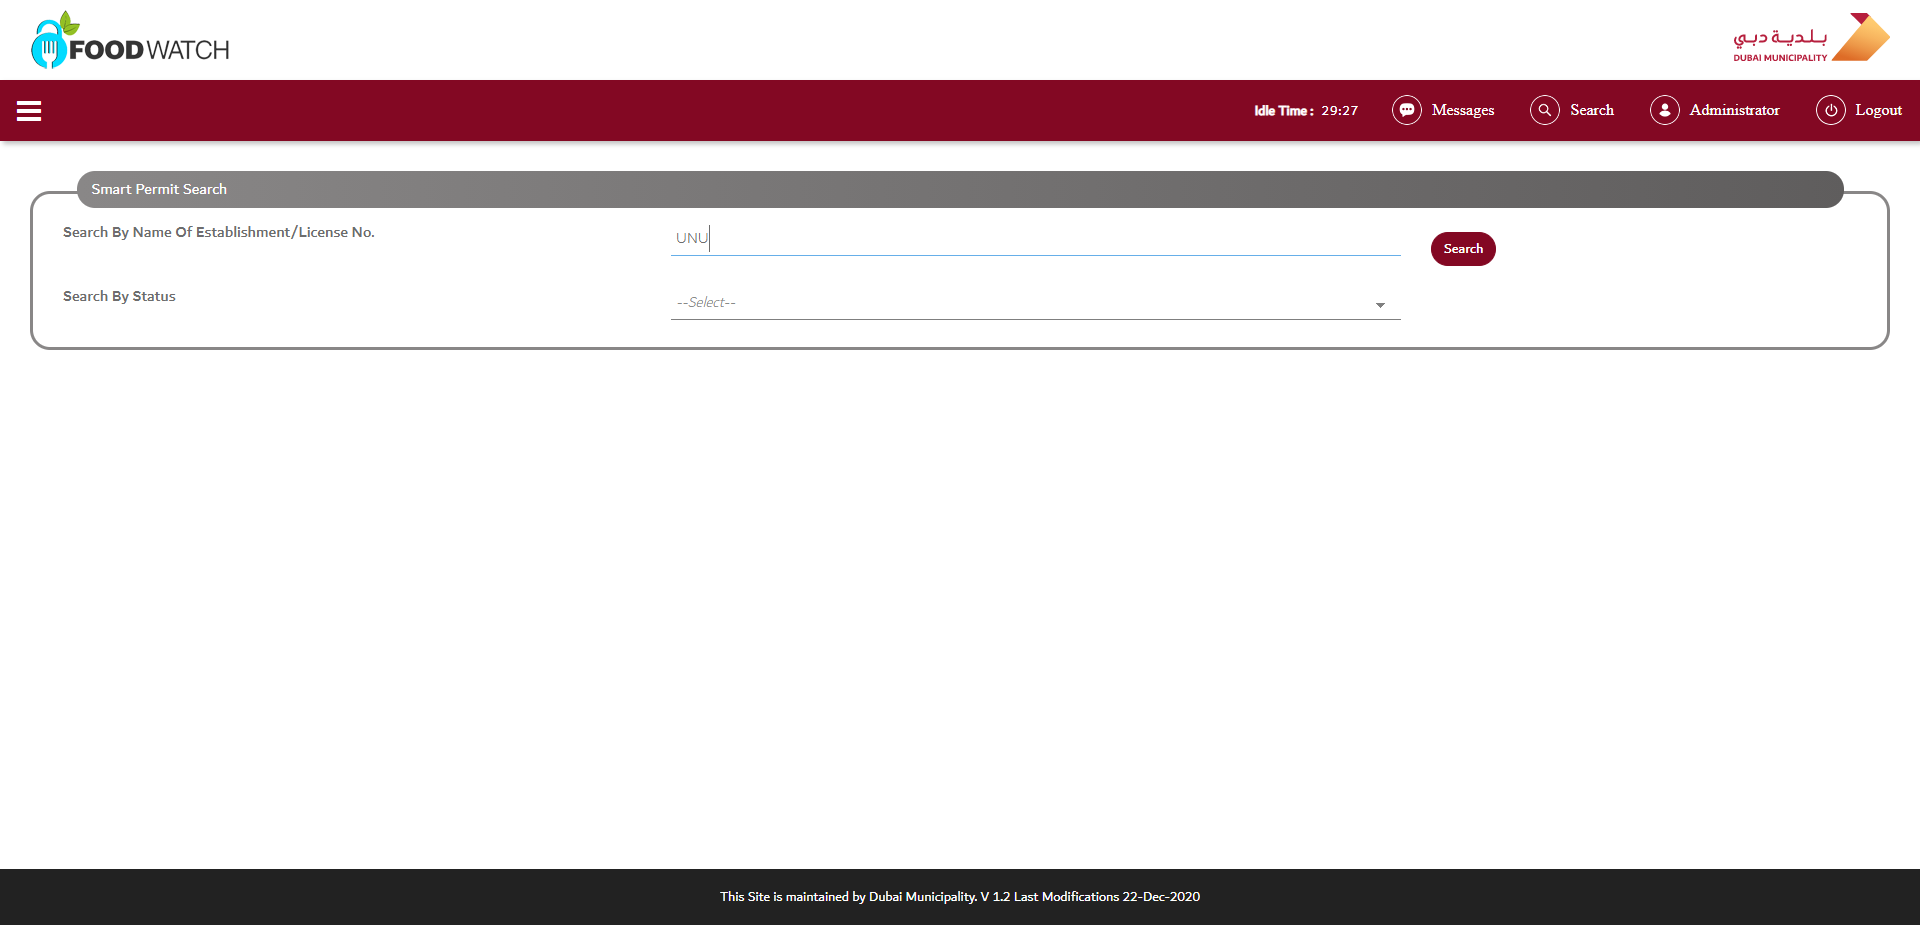 FOODWATCH
بلدية دبي
DUBAI MUNICIPALITY
Idle Time : 29:27
Messages
Search
Administrator
Logout
Smart Permit Search
Search By Name Of Establishment/License No.
UNU
Search
Search By Status
--Select--
This Site is maintained by Dubai Municipality. V 1.2 Last Modifications 22-Dec-2020